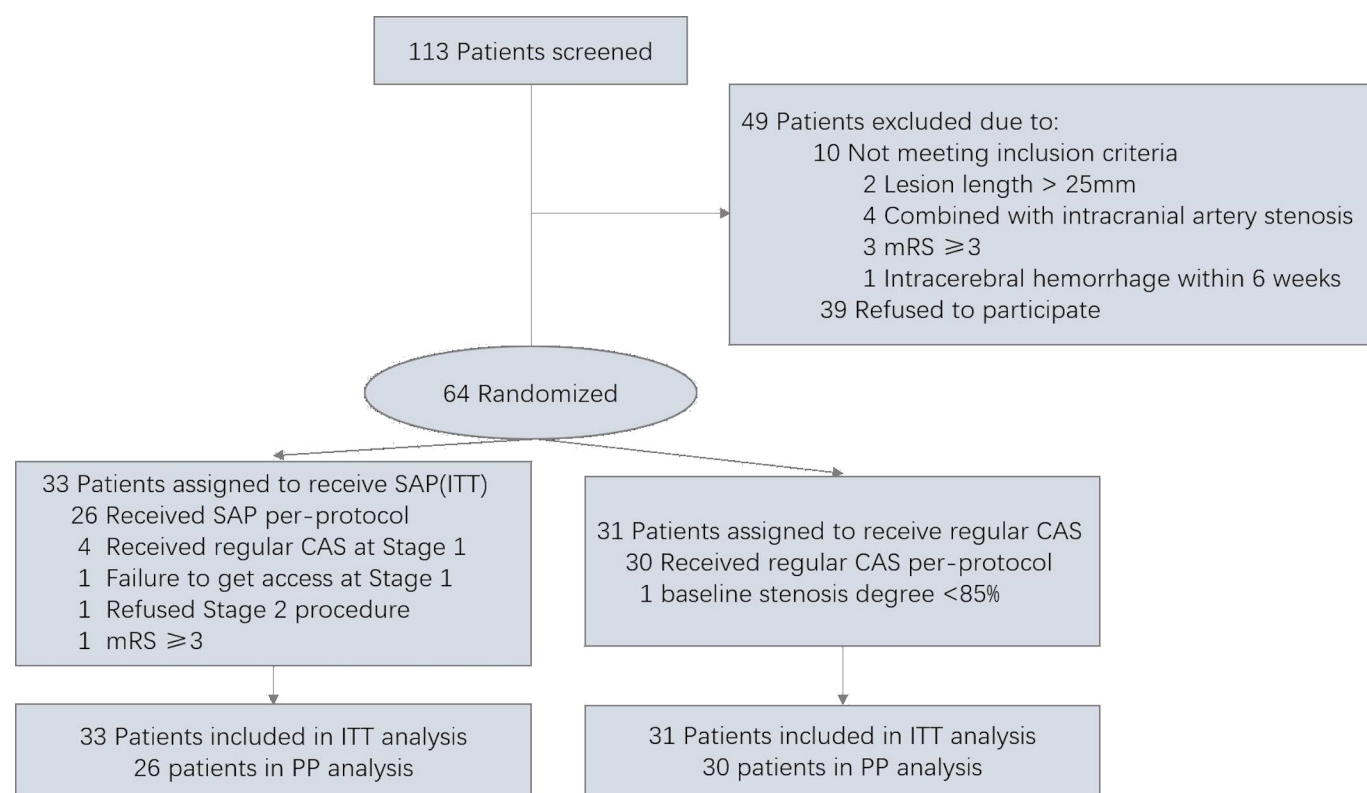 113 Patients screened
49 Patients excluded due to:
10 Not meeting inclusion criteria
2 Lesion length > 25mm
4 Combined with intracranial artery stenosis
3 mRS ⩾3
1 Intracerebral hemorrhage within 6 weeks
39 Refused to participate
64 Randomized
33 Patients assigned to receive SAP(ITT)
26 Received SAP per-protocol
4 Received regular CAS at Stage 1
1 Failure to get access at Stage 1
1 Refused Stage 2 procedure
1 mRS ⩾3
31 Patients assigned to receive regular CAS
30 Received regular CAS per-protocol
1 baseline stenosis degree <85%
33 Patients included in ITT analysis
26 patients in PP analysis
31 Patients included in ITT analysis
30 patients in PP analysis